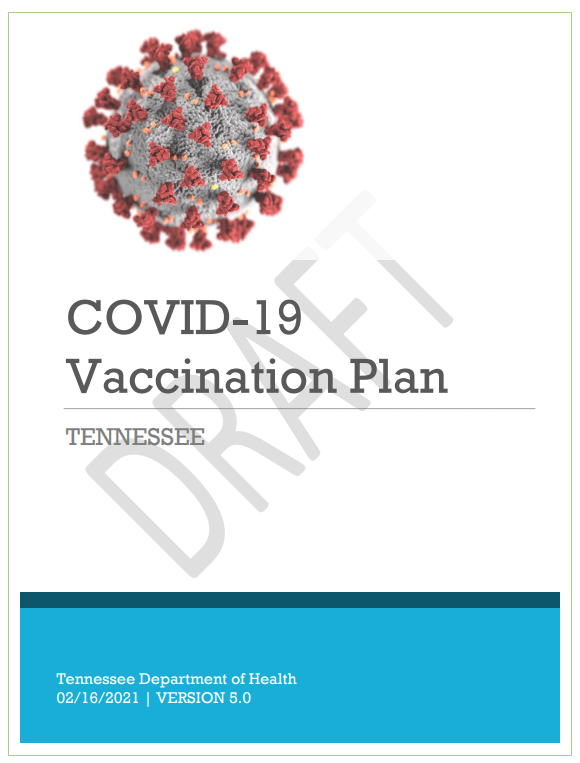 COVID-19
Vaccination Plan
TENNESSEE
DRAFT
Tennessee Department of Health
02/16/2021 | VERSION 5.0